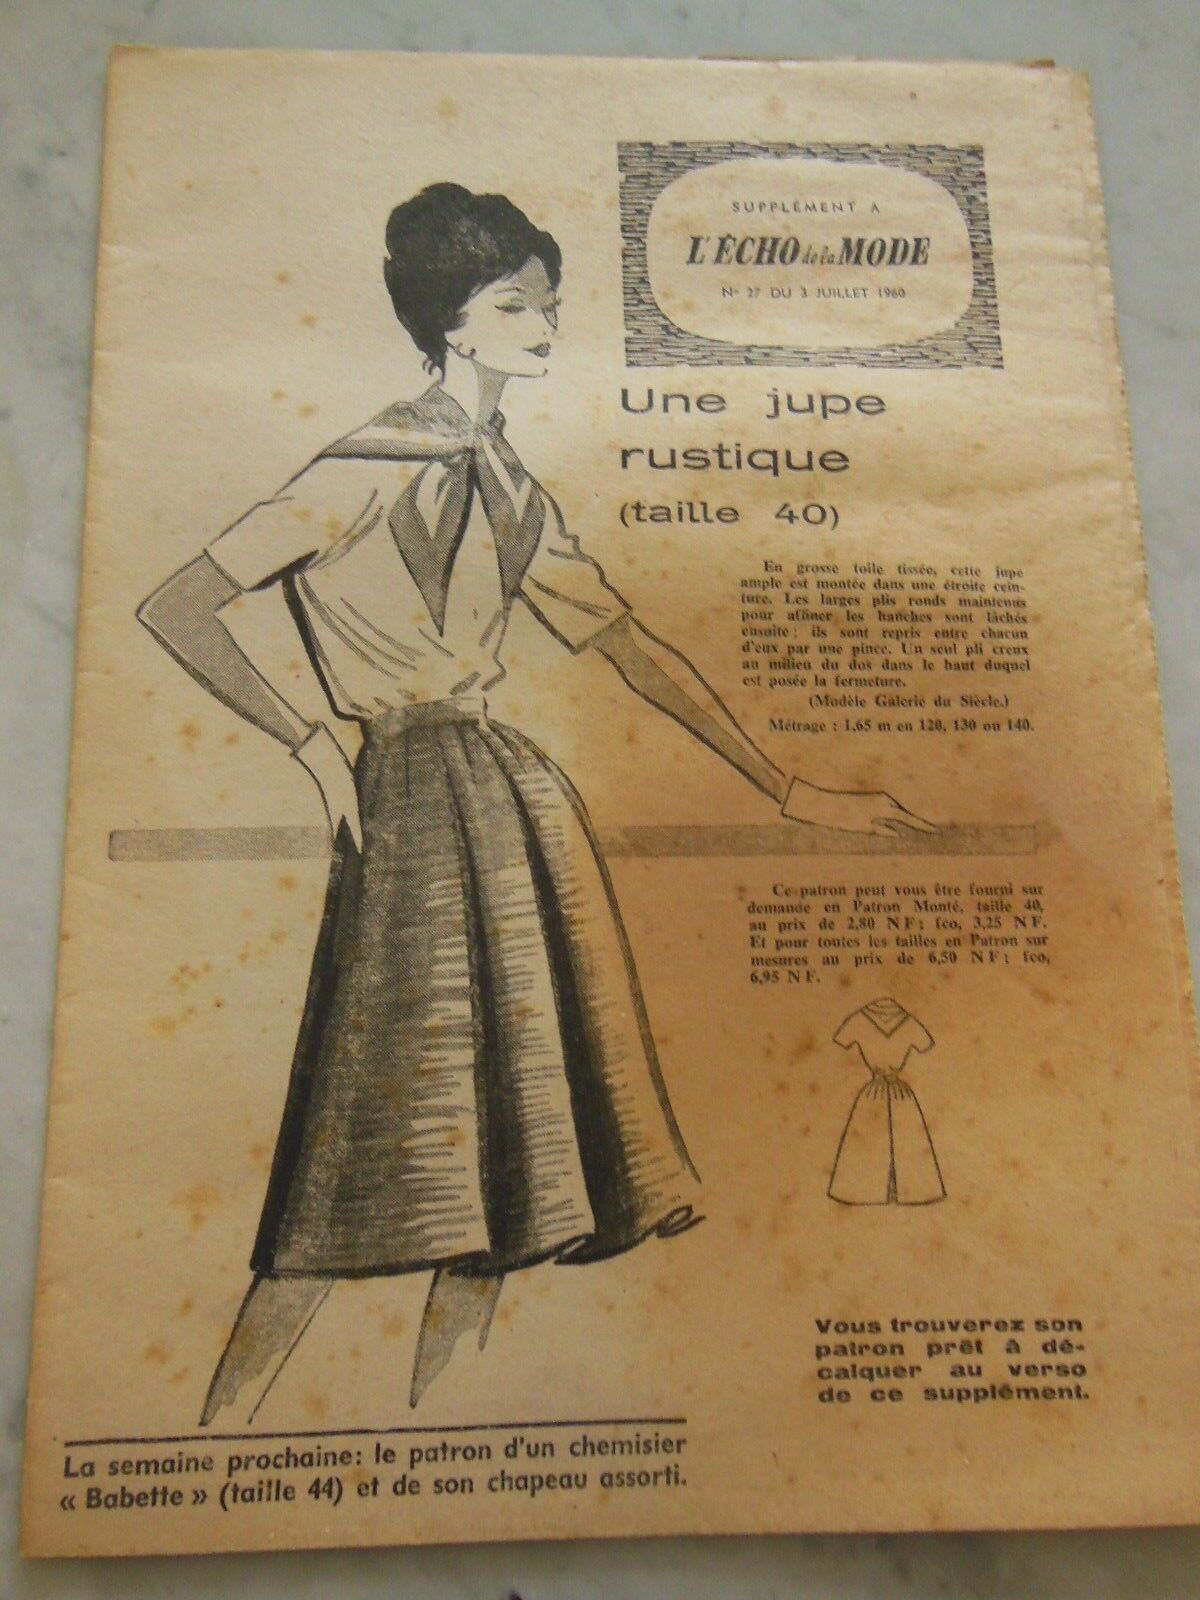 SUPPLÉMENT A
L'ÉCHO de la MODE
N° 27 DU 3 JUILLET 1960
Une jupe
rustique
(taille 40)
En grosse toile tissée, cette jupe
ample est montée dans une étroite cein-
ture. Les larges plis ronds maintenus
pour affiner les hanches sont lâchés
ensuite ; ils sont repris entre chacun
d'eux par une pince. Un seul pli creux
au milieu du dos dans le haut duquel
est posée la fermeture.
(Modèle Galerie du Siècle.)
Métrage : 1,65 m en 120, 130 ou 140.
Ce patron peut vous être fourni sur
demande en Patron Monté, taille 40,
au prix de 2,80 NF ; fco, 3,25 NF.
Et pour toutes les tailles en Patron sur
mesures au prix de 6,50 NF ; fco,
6,95 NF.
Vous trouverez son
patron prêt à dé-
calquer au verso
de ce supplément.
La semaine prochaine: le patron d'un chemisier
« Babette » (taille 44) et de son chapeau assorti.